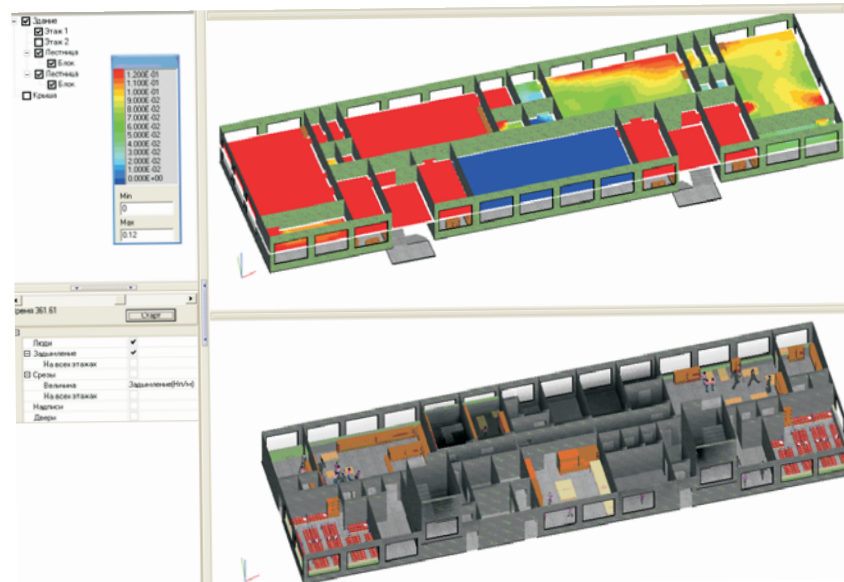 Здание
Этаж 1
Этаж 2
Лестница
Блок
Лестница
Блок
Крыша
1.200E-01
1.100E-01
1.000E-01
9.000E-02
8.000E-02
7.000E-02
6.000E-02
5.000E-02
4.000E-02
3.000E-02
2.000E-02
1.000E-02
0.000E+00
Min
0
Max
0.12
ремя 361.61
Старт
Люди
Задымление
На всех этажах
Срезы
Величина Задымление(Нп/м)
На всех этажах
Надписи
Двери